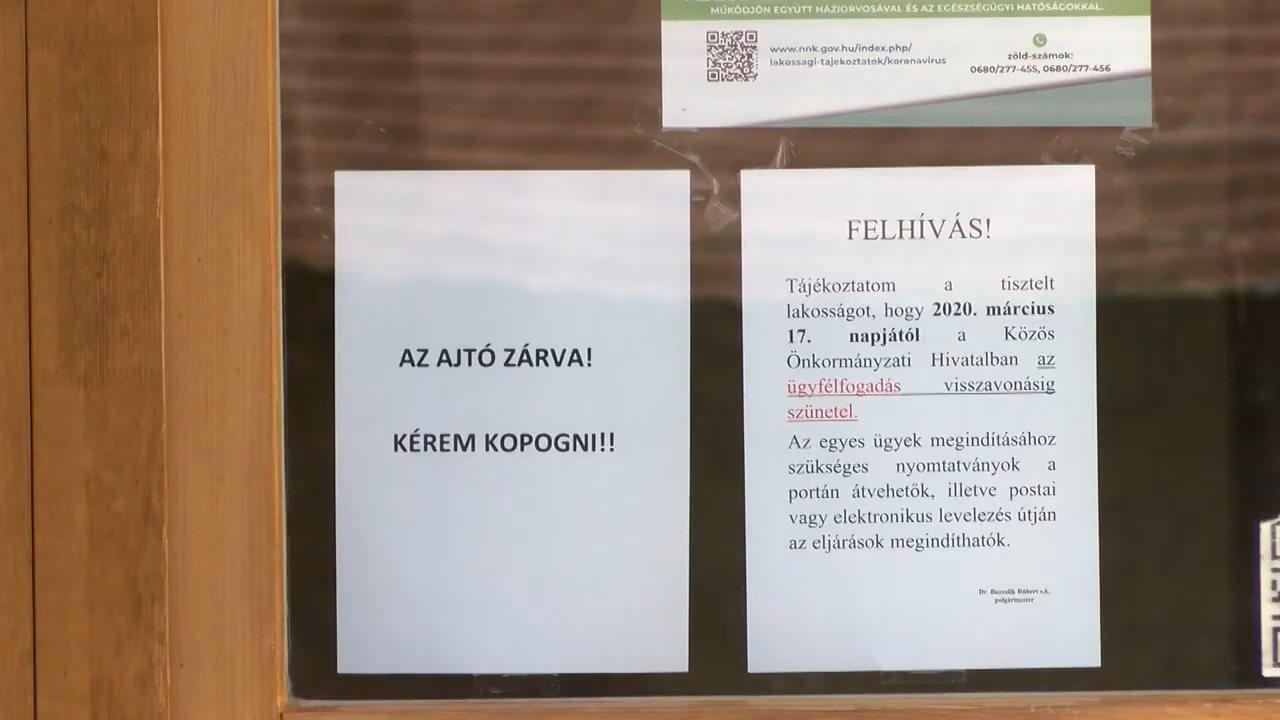 MŰKÖDJÖN EGYÜTT HÁZIORVOSÁVAL ÉS AZ EGÉSZSÉGÜGYI HATÓSÁGOKKAL.
www.nnk.gov.hu/index.php/
lakossagi-tajekoztatok/koronavirus
zöld-számok:
0680/277-455, 0680/277-456
AZ AJTÓ ZÁRVA!
KÉREM KOPOGNI!!
FELHÍVÁS!
Tájékoztatom a tisztelt
lakosságot, hogy 2020. március
17. napjától a Közös
Önkormányzati Hivatalban az
ügyfélfogadás visszavonásig
szünetel.
Az egyes ügyek megindításához
szükséges nyomtatványok a
portán átvehetők, illetve postai
vagy elektronikus levelezés útján
az eljárások megindíthatók.
Dr. Róbert s.k.
polgármester